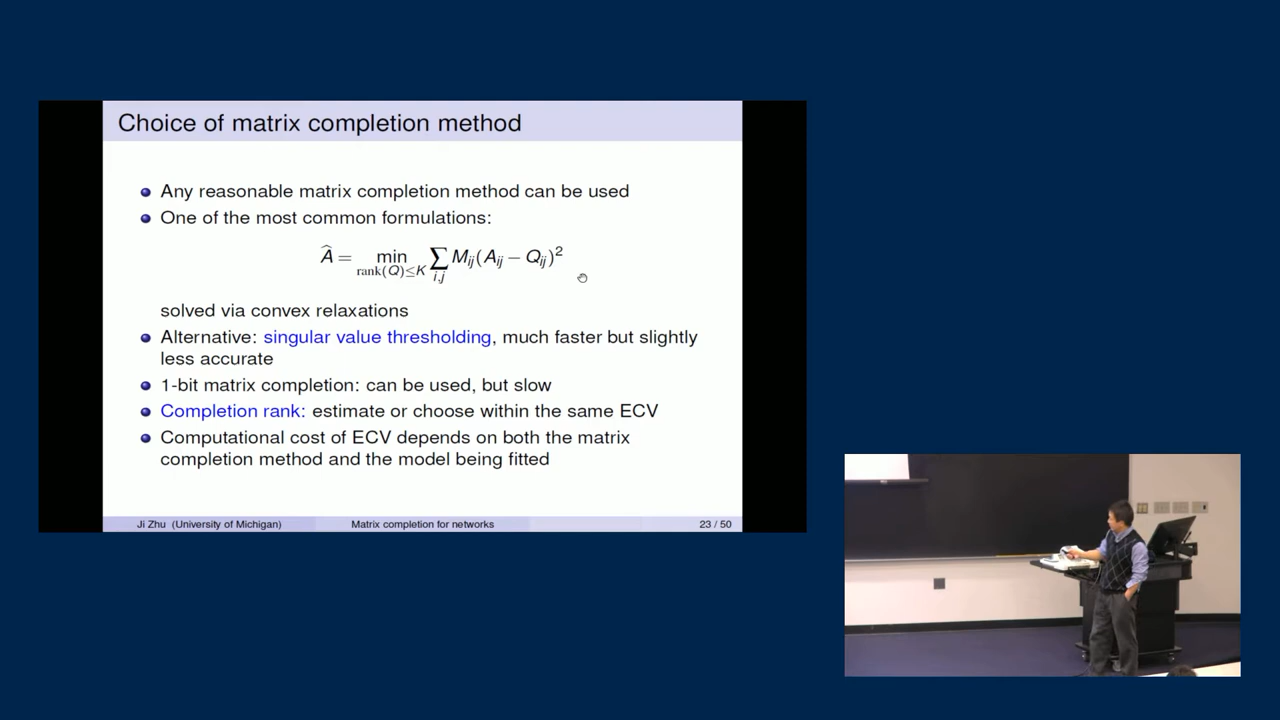 Choice of matrix completion method
Any reasonable matrix completion method can be used
One of the most common formulations:
Â = min rank(Q)≤K ∑ i,j M_ij(A_ij − Q_ij)²
solved via convex relaxations
Alternative: singular value thresholding, much faster but slightly
less accurate
1-bit matrix completion: can be used, but slow
Completion rank: estimate or choose within the same ECV
Computational cost of ECV depends on both the matrix
completion method and the model being fitted
Ji Zhu (University of Michigan) Matrix completion for networks 23 / 50